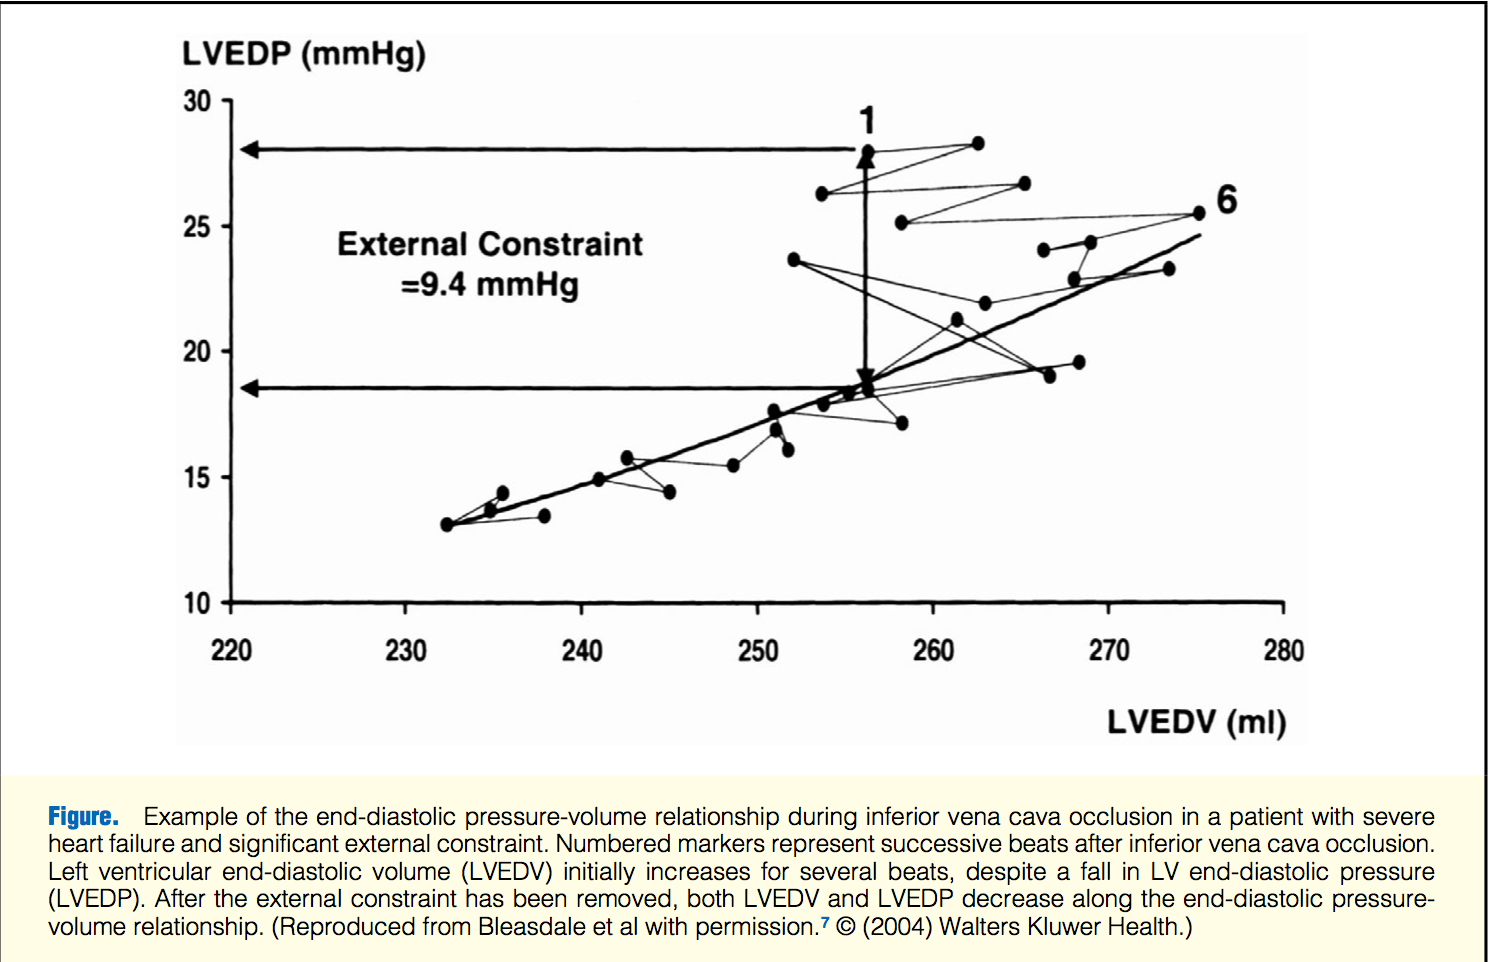 LVEDP (mmHg)
30
1
6
25
External Constraint
=9.4 mmHg
20
15
10
220 230 240 250 260 270 280
LVEDV (ml)
Figure. Example of the end-diastolic pressure-volume relationship during inferior vena cava occlusion in a patient with severe
heart failure and significant external constraint. Numbered markers represent successive beats after inferior vena cava occlusion.
Left ventricular end-diastolic volume (LVEDV) initially increases for several beats, despite a fall in LV end-diastolic pressure
(LVEDP). After the external constraint has been removed, both LVEDV and LVEDP decrease along the end-diastolic pressure-
volume relationship. (Reproduced from Bleasdale et al with permission.⁷ © (2004) Walters Kluwer Health.)